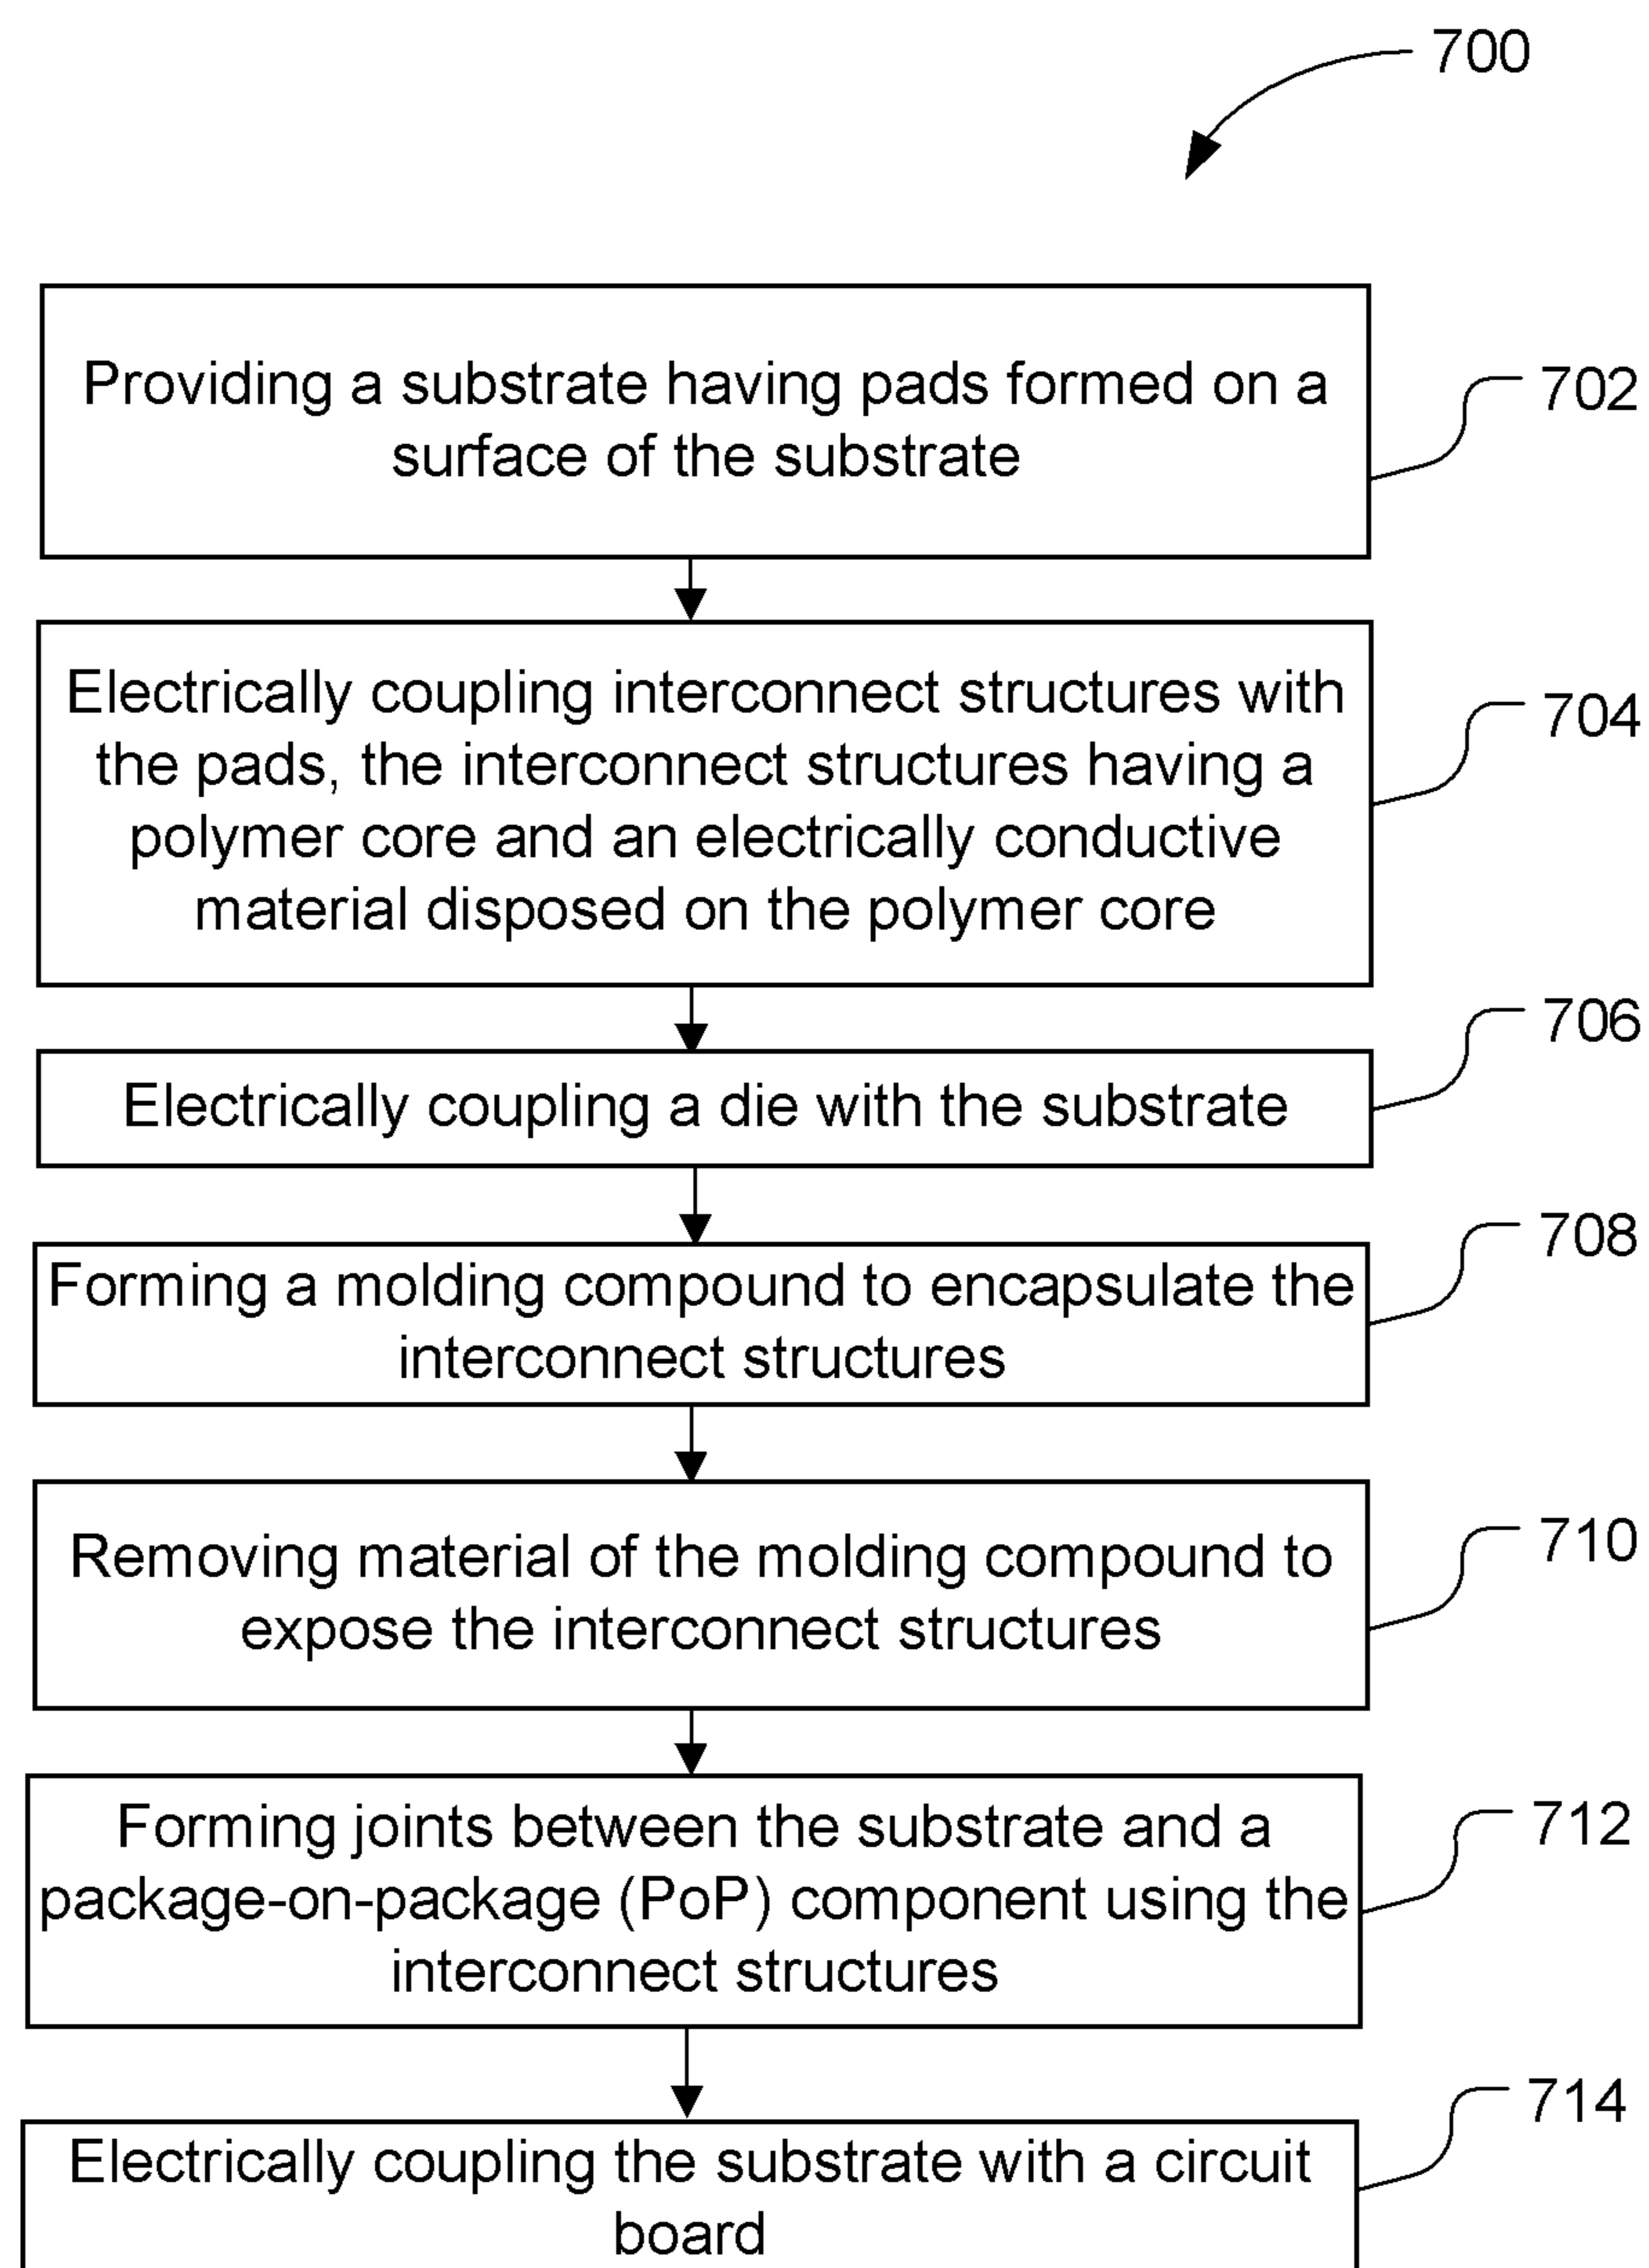 700
Providing a substrate having pads formed on a
surface of the substrate
702
Electrically coupling interconnect structures with
the pads, the interconnect structures having a
polymer core and an electrically conductive
material disposed on the polymer core
704
Electrically coupling a die with the substrate
706
Forming a molding compound to encapsulate the
interconnect structures
708
Removing material of the molding compound to
expose the interconnect structures
710
Forming joints between the substrate and a
package-on-package (PoP) component using the
interconnect structures
712
Electrically coupling the substrate with a circuit
board
714